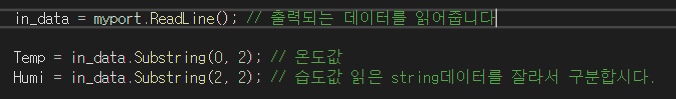 in_data = myport.ReadLine(); // 출력되는 데이터를 읽어줍니다
Temp = in_data.Substring(0, 2); // 온도값
Humi = in_data.Substring(2, 2); // 습도값 읽은 string데이터를 잘라서 구분합시다.